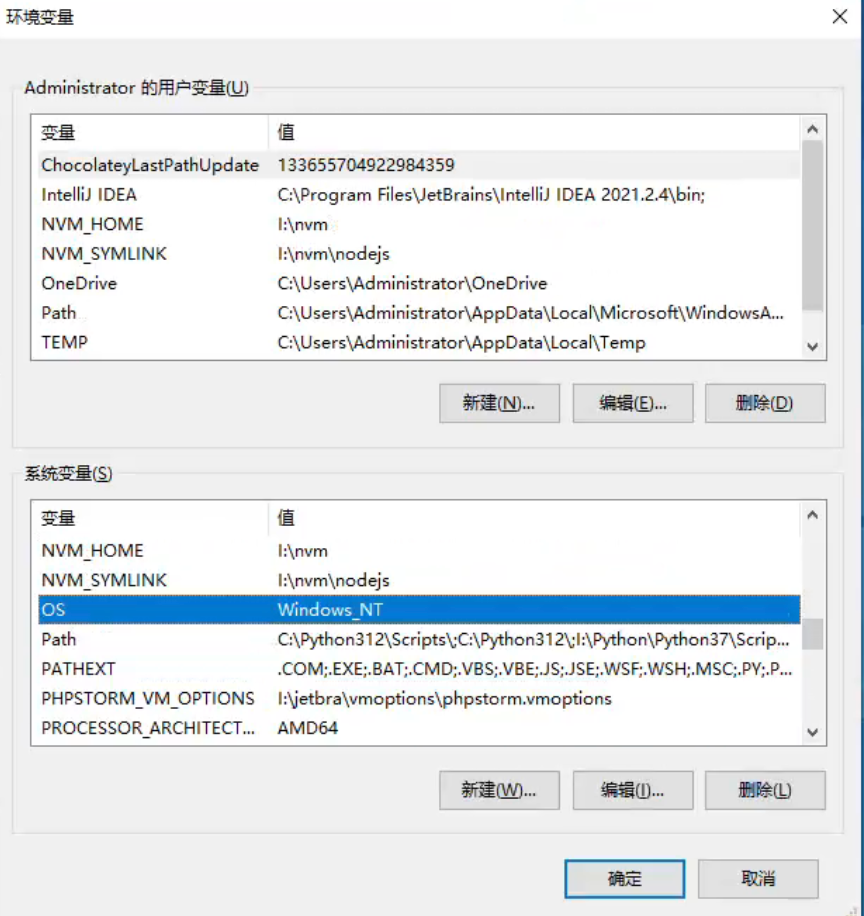 环境变量
Administrator 的用户变量(U)
变量 值
ChocolateyLastPathUpdate 133655704922984359
IntelliJ IDEA C:\Program Files\JetBrains\IntelliJ IDEA 2021.2.4\bin;
NVM_HOME I:\nvm
NVM_SYMLINK I:\nvm\nodejs
OneDrive C:\Users\Administrator\OneDrive
Path C:\Users\Administrator\AppData\Local\Microsoft\WindowsA...
TEMP C:\Users\Administrator\AppData\Local\Temp
新建(N)... 编辑(E)... 删除(D)
系统变量(S)
变量 值
NVM_HOME I:\nvm
NVM_SYMLINK I:\nvm\nodejs
OS Windows_NT
Path C:\Python312\Scripts\;C:\Python312\;I:\Python\Python37\Scrip...
PATHEXT .COM;.EXE;.BAT;.CMD;.VBS;.VBE;.JS;.JSE;.WSF;.WSH;.MSC;.PY;.P...
PHPSTORM_VM_OPTIONS I:\jetbra\vmoptions\phpstorm.vmoptions
PROCESSOR_ARCHITECT... AMD64
新建(W)... 编辑(I)... 删除(L)
确定 取消